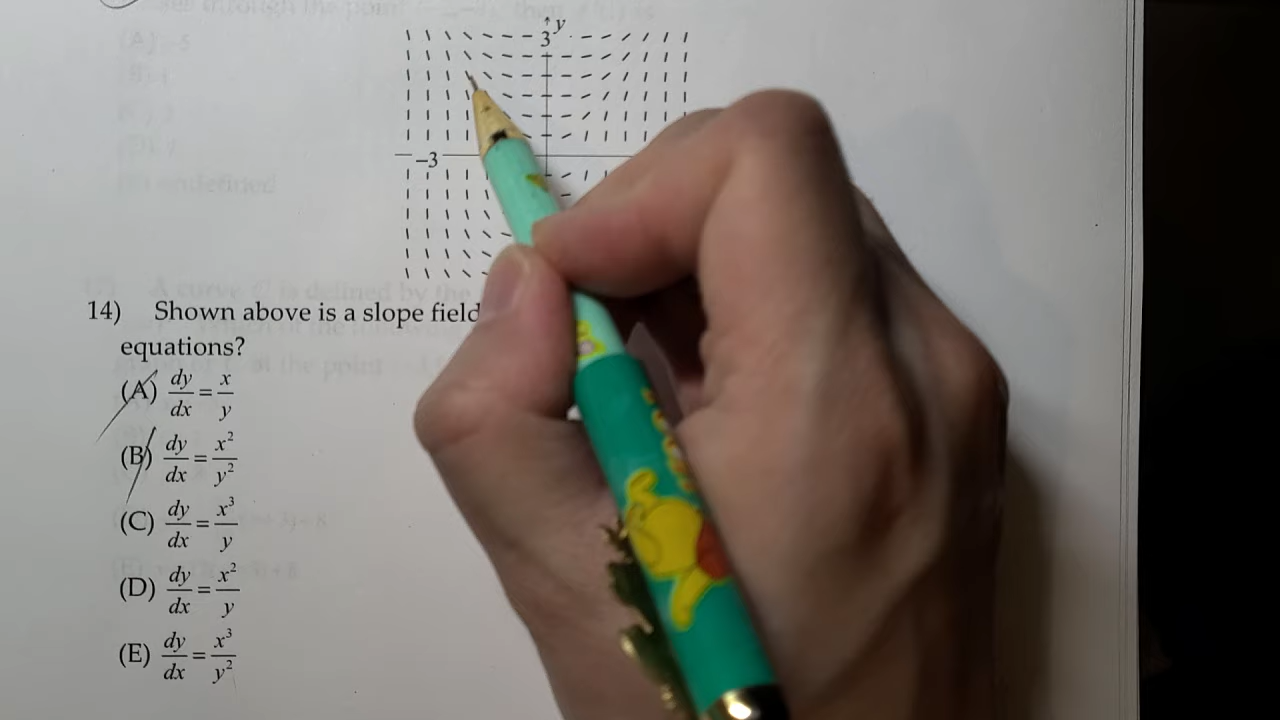 y
3
−3
14) Shown above is a slope field
equations?
(A) dy/dx = x/y
(B) dy/dx = x²/y²
(C) dy/dx = x³/y
(D) dy/dx = x²/y
(E) dy/dx = x³/y²